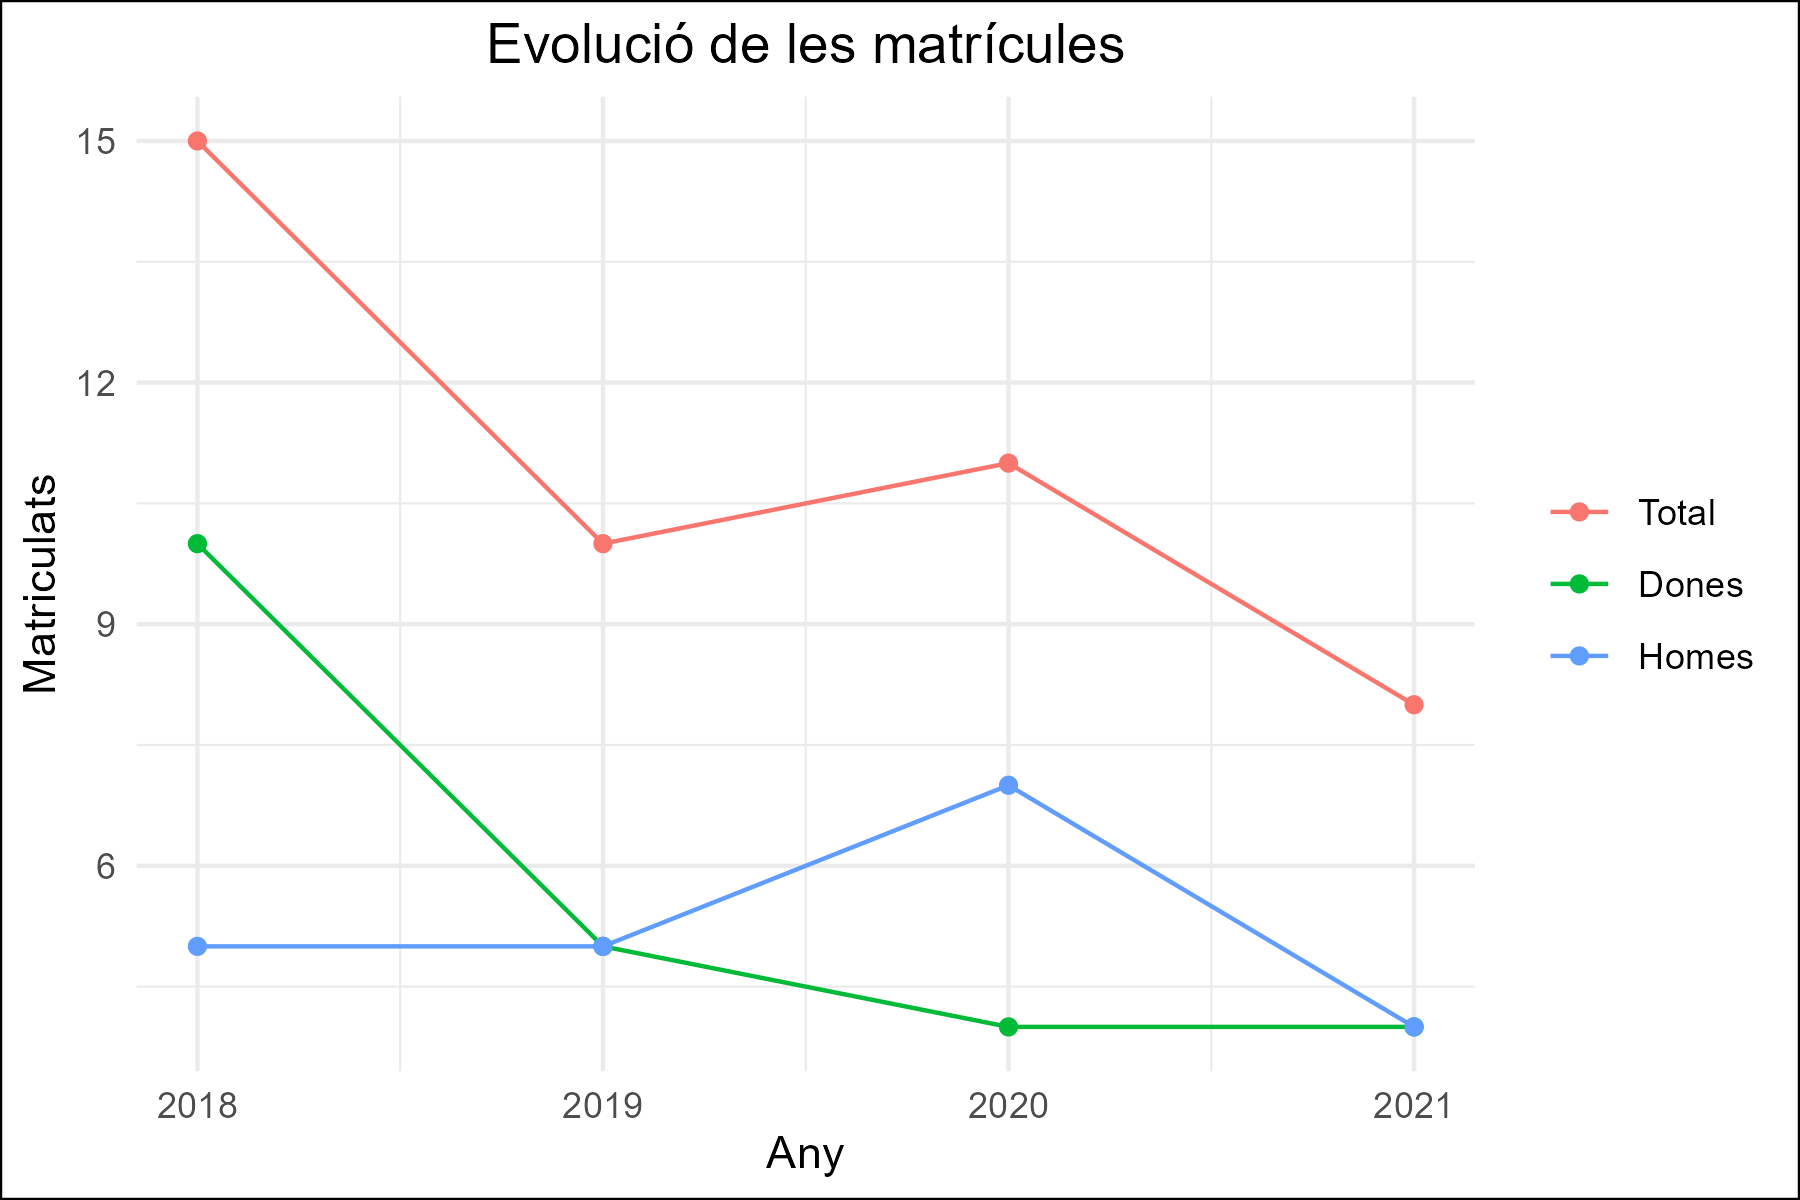 Evolució de les matrícules
15
12
9
6
Matriculats
2018 2019 2020 2021
Any
Total
Dones
Homes